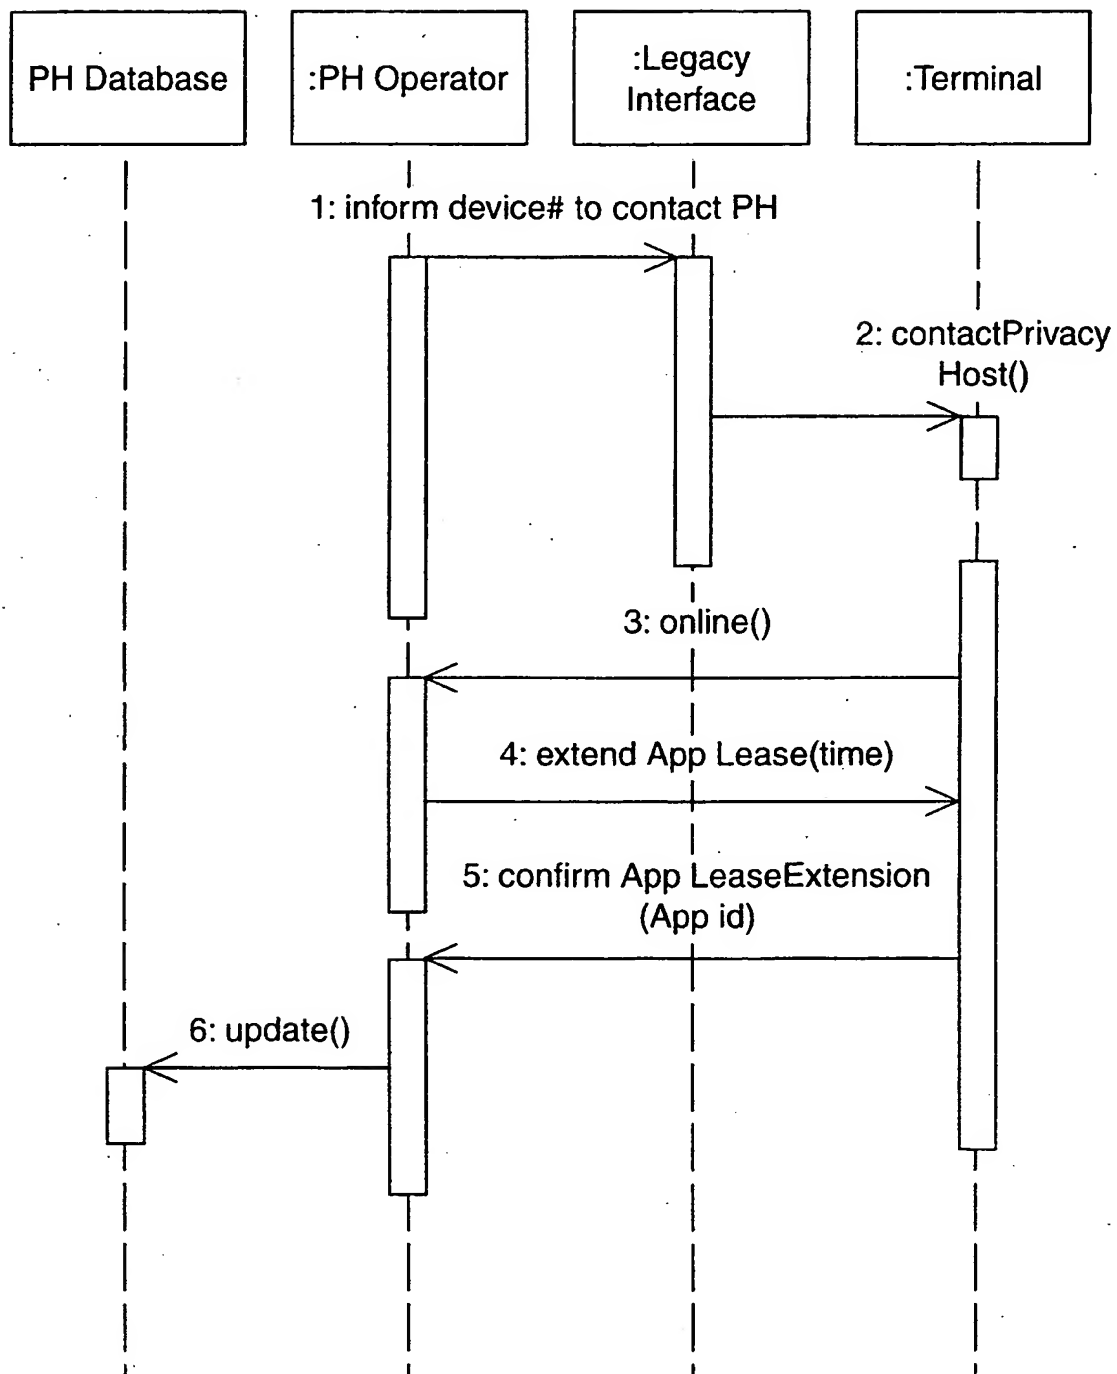 PH Database
:PH Operator
:Legacy
Interface
:Terminal
1: inform device# to contact PH
2: contactPrivacy
Host()
3: online()
4: extend App Lease(time)
5: confirm App LeaseExtension
(App id)
6: update()